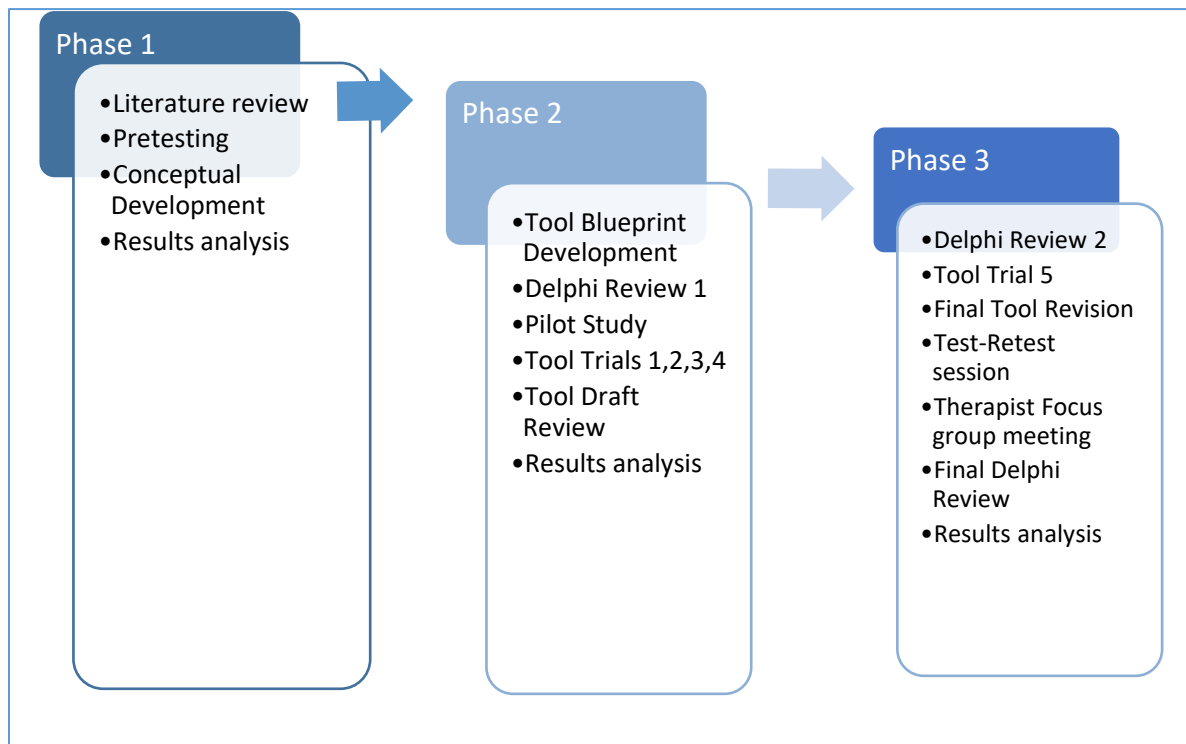 Phase 1
•Literature review
•Pretesting
•Conceptual
Development
•Results analysis
Phase 2
•Tool Blueprint
Development
•Delphi Review 1
•Pilot Study
•Tool Trials 1,2,3,4
•Tool Draft
Review
•Results analysis
Phase 3
•Delphi Review 2
•Tool Trial 5
•Final Tool Revision
•Test-Retest
session
•Therapist Focus
group meeting
•Final Delphi
Review
•Results analysis